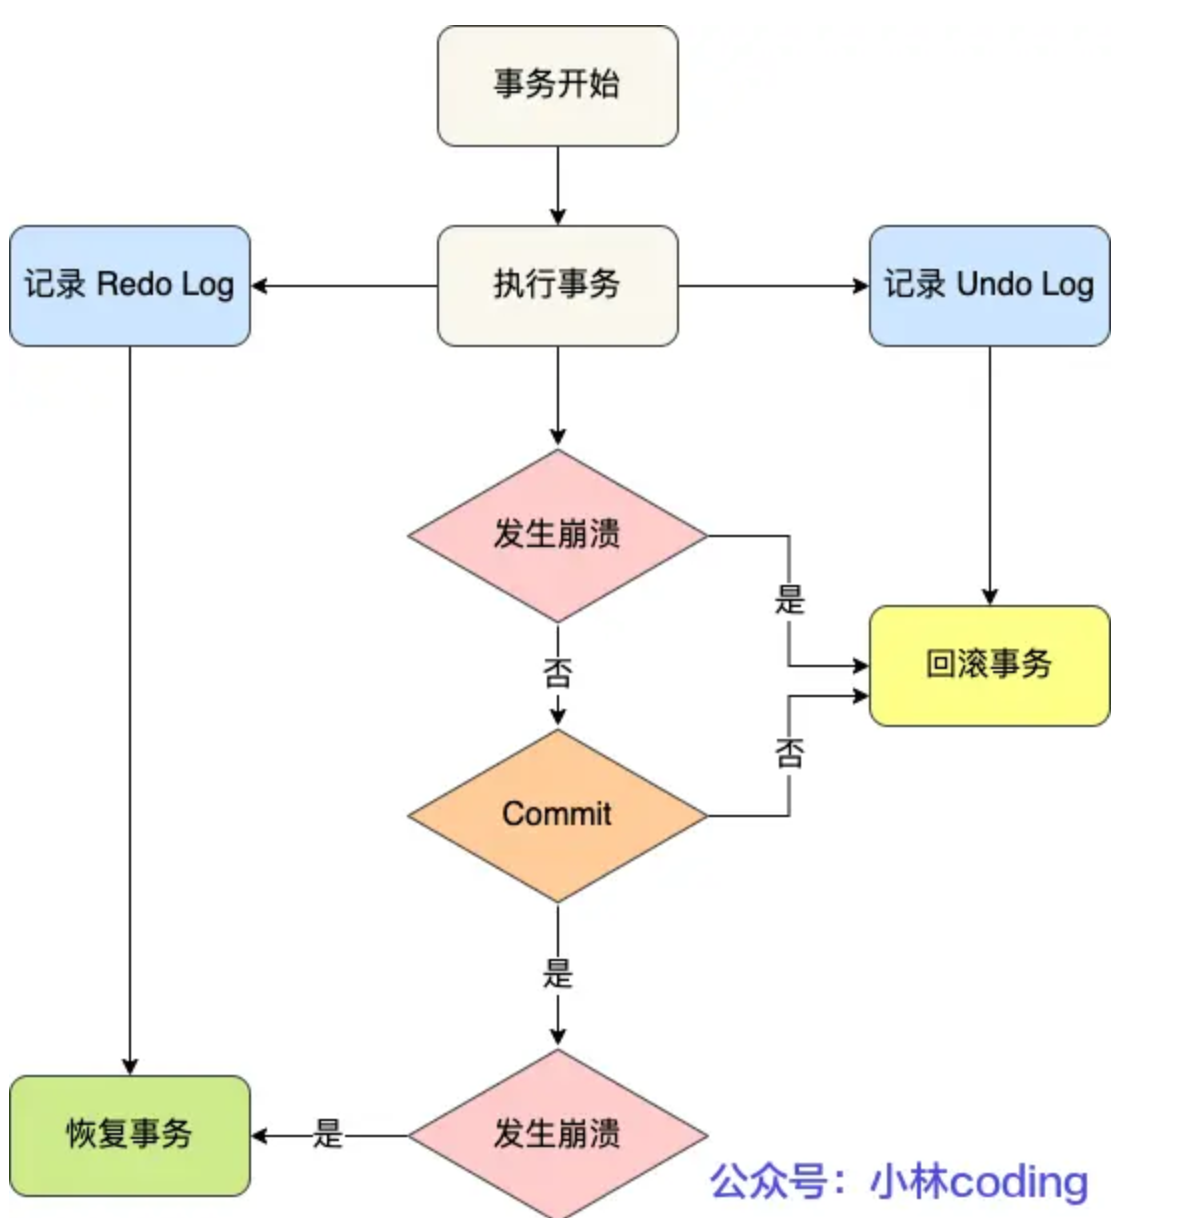 事务开始
记录 Redo Log
执行事务
记录 Undo Log
发生崩溃
是
否
回滚事务
否
Commit
是
恢复事务
是
发生崩溃
公众号：小林coding